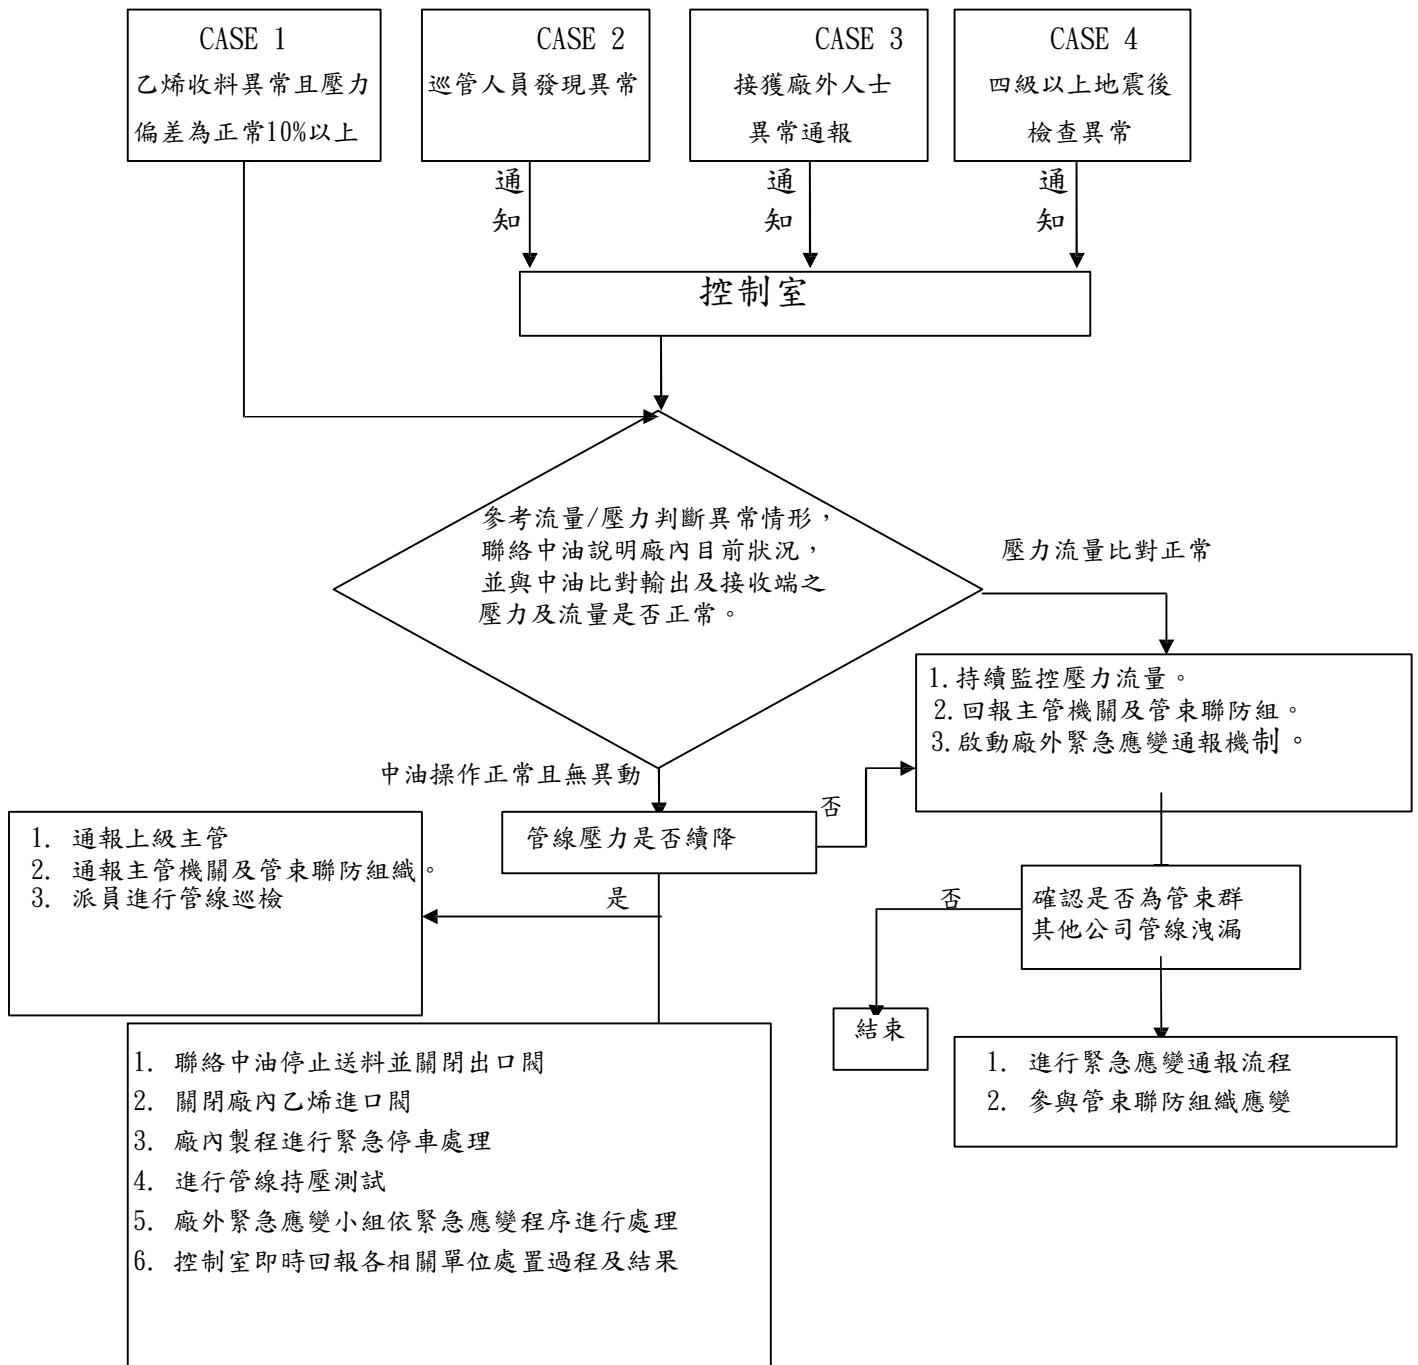 CASE 1
乙烯收料異常且壓力
偏差為正常10%以上
CASE 2
巡管人員發現異常
CASE 3
接獲廠外人士
異常通報
CASE 4
四級以上地震後
檢查異常
通
知
通
知
通
知
控制室
參考流量/壓力判斷異常情形，
聯絡中油說明廠內目前狀況，
並與中油比對輸出及接收端之
壓力及流量是否正常。
壓力流量比對正常
1.持續監控壓力流量。
2.回報主管機關及管束聯防組。
3.啟動廠外緊急應變通報機制。
中油操作正常且無異動
管線壓力是否續降
否
是
1. 通報上級主管
2. 通報主管機關及管束聯防組織。
3. 派員進行管線巡檢
確認是否為管束群
其他公司管線洩漏
否
結束
1. 進行緊急應變通報流程
2. 參與管束聯防組織應變
1. 聯絡中油停止送料並關閉出口閥
2. 關閉廠內乙烯進口閥
3. 廠內製程進行緊急停車處理
4. 進行管線持壓測試
5. 廠外緊急應變小組依緊急應變程序進行處理
6. 控制室即時回報各相關單位處置過程及結果